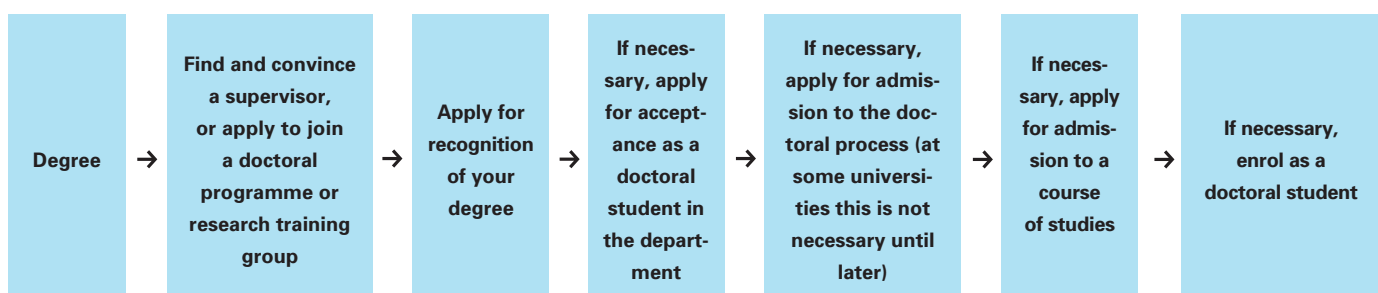 Degree
Find and convince
a supervisor,
or apply to join
a doctoral
programme or
research training
group
Apply for
recognition
of your
degree
If neces-
sary, apply
for accept-
ance as a
doctoral
student in
the depart-
ment
If necessary,
apply for admis-
sion to the doc-
toral process (at
some universi-
ties this is not
necessary until
later)
If neces-
sary, apply
for admis-
sion to a
course
of studies
If necessary,
enrol as a
doctoral student